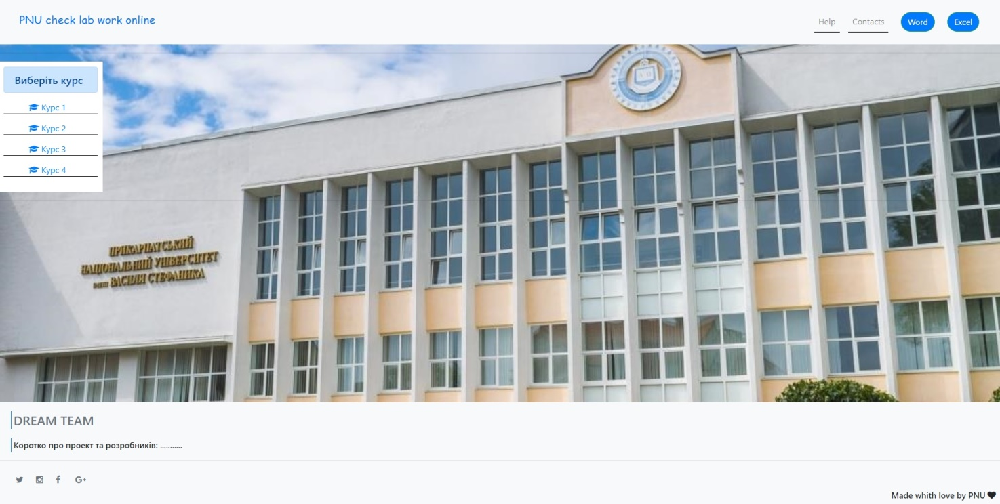 PNU check lab work online
Help
Contacts
Word
Excel
Виберіть курс
Курс 1
Курс 2
Курс 3
Курс 4
ПРИКАРПАТСЬКИЙ
НАЦІОНАЛЬНИЙ УНІВЕРСИТЕТ
імені ВАСИЛЯ СТЕФАНИКА
DREAM TEAM
Коротко про проект та розробників: ...........
Made whith love by PNU